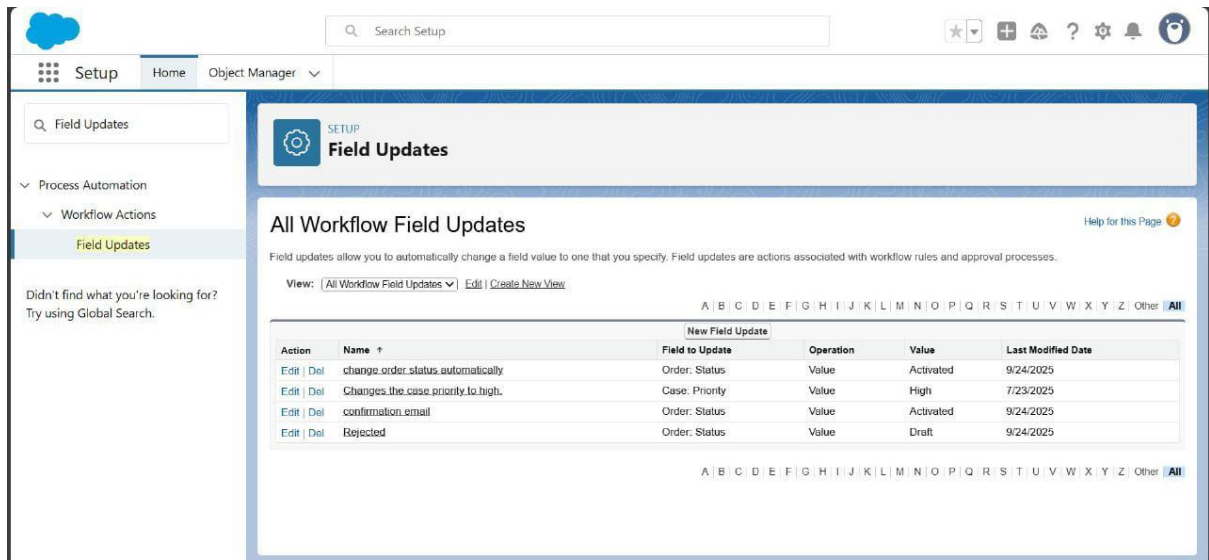 Search Setup
Setup Home Object Manager
Field Updates
SETUP
Field Updates
Process Automation
Workflow Actions
Field Updates
Didn't find what you're looking for?
Try using Global Search.
All Workflow Field Updates
Help for this Page
Field updates allow you to automatically change a field value to one that you specify. Field updates are actions associated with workflow rules and approval processes.
View: All Workflow Field Updates Edit | Create New View
A | B | C | D | E | F | G | H | I | J | K | L | M | N | O | P | Q | R | S | T | U | V | W | X | Y | Z | Other | All
New Field Update
Action Name ↑ Field to Update Operation Value Last Modified Date
Edit | Del change order status automatically Order: Status Value Activated 9/24/2025
Edit | Del Changes the case priority to high. Case: Priority Value High 7/23/2025
Edit | Del confirmation email Order: Status Value Activated 9/24/2025
Edit | Del Rejected Order: Status Value Draft 9/24/2025
A | B | C | D | E | F | G | H | I | J | K | L | M | N | O | P | Q | R | S | T | U | V | W | X | Y | Z | Other | All